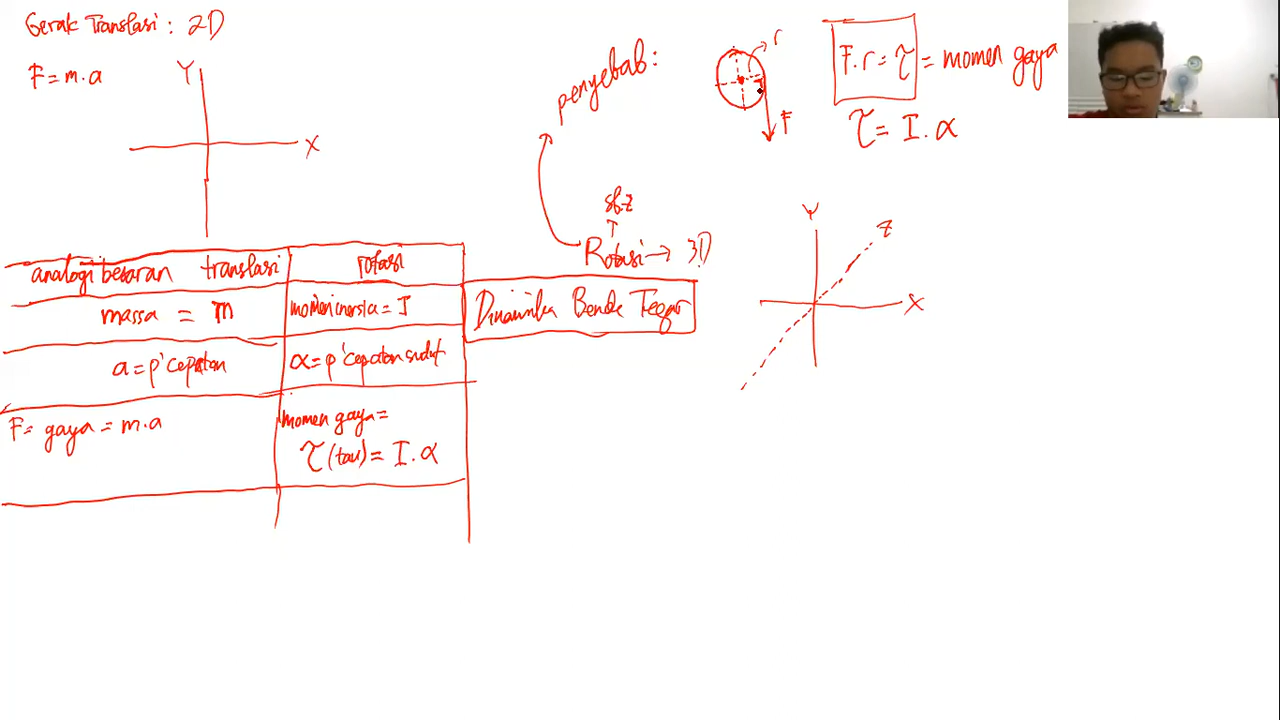 Gerak Translasi : 2D
F = m.a
Y
X
penyebab :
r
F
F.r = τ = momen gaya
τ = I.α
sb.z
Rotasi → 3D
Y
Z
X
analogi besaran translasi rotasi
massa = m momen inersia = I
Dinamika Benda Tegar
a = p'cepatan α = p'cepatan sudut
F = gaya = m.a momen gaya =
τ (tau) = I.α